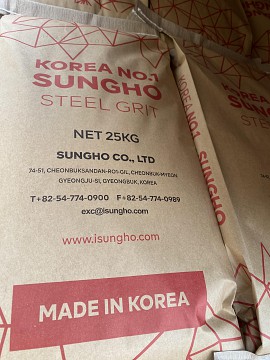 KOREA NO.1
SUNGHO
STEEL GRIT
NET 25KG
SUNGHO CO., LTD
74-51, CHEONBUKSANDAN-RO1-GIL, CHEONBUK-MYEON
GYEONGJU-SI, GYEONGBUK, KOREA
T+82-54-774-0900 F+82-54-774-0989
exc@isungho.com
www.isungho.com
MADE IN KOREA
KOREA NO.1 SUNGHO